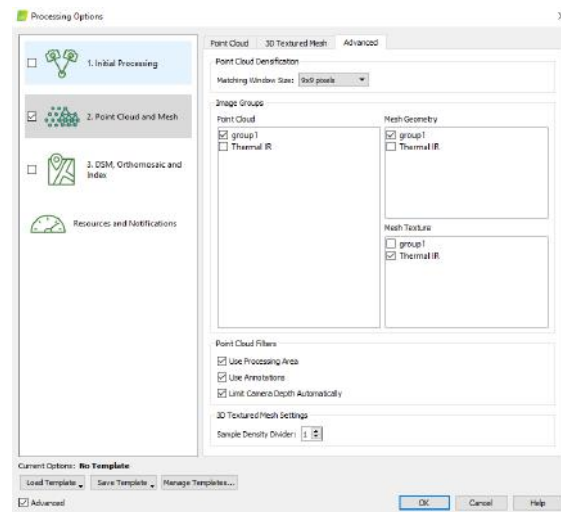 Processing Options
1. Initial Processing
2. Point Cloud and Mesh
3. DSM, Orthomosaic and
Index
Resources and Notifications
Point Cloud
3D Textured Mesh
Advanced
Point Cloud Densification
Matching Window Size: 9x9 pixels
Image Groups
Point Cloud
group1
Thermal IR
Mesh Geometry
group1
Thermal IR
Mesh Texture
group1
Thermal IR
Point Cloud Filters
Use Processing Area
Use Annotations
Limit Camera Depth Automatically
3D Textured Mesh Settings
Sample Density Divider: 1
Current Options: No Template
Load Template
Save Template
Manage Templates...
Advanced
OK
Cancel
Help